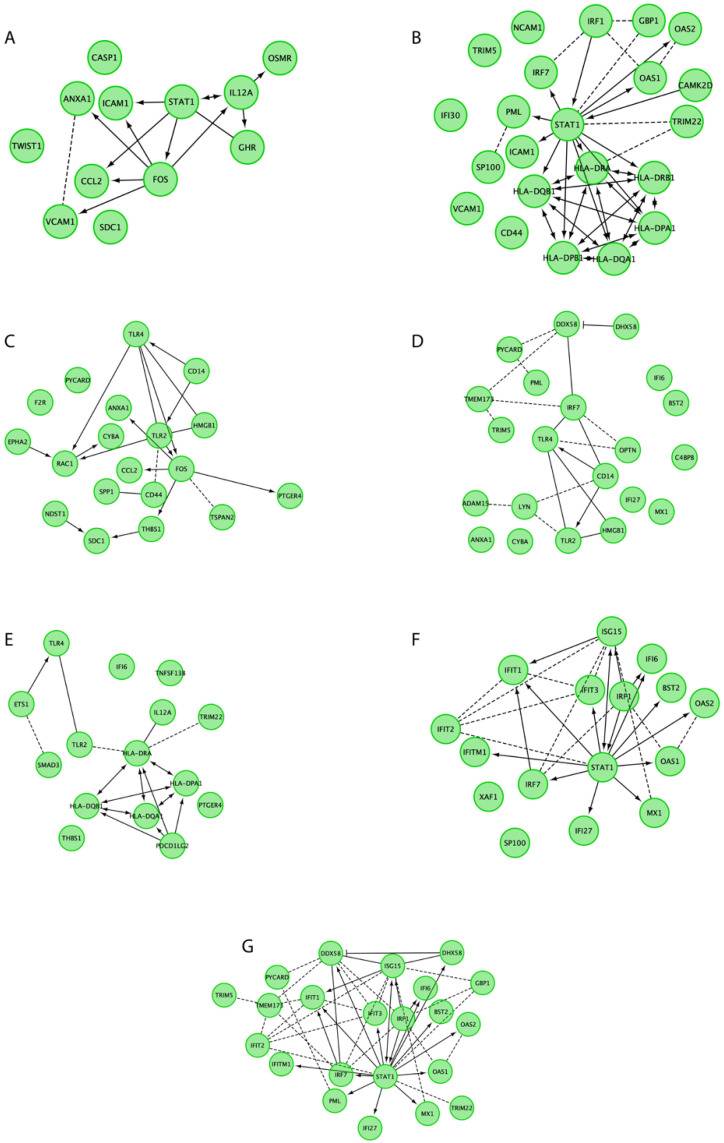 A
CASP1
OSMR
ANXA1
ICAM1
STAT1
IL12A
TWIST1
GHR
CCL2
FOS
VCAM1
SDC1
B
NCAM1
IRF1
GBP1
OAS2
TRIM5
IRF7
OAS1
CAMK2D
IFI30
PML
STAT1
TRIM22
ICAM1
SP100
HLA-DRA
HLA-DRB1
HLA-DQB1
VCAM1
HLA-DPA1
CD44
HLA-DPB1
HLA-DQA1
C
TLR4
PYCARD
CD14
F2R
ANXA1
HMGB1
EPHA2
CYBA
TLR2
RAC1
CCL2
FOS
SPP1
CD44
PTGER4
NDST1
TSPAN2
THBS1
SDC1
D
DDX58
DHX58
PYCARD
PML
IFI6
TMEM173
BST2
IRF7
TRIM5
TLR4
OPTN
C4BPB
CD14
ADAM15
LYN
IFI27
MX1
HMGB1
ANXA1
CYBA
TLR2
E
TLR4
IFI6
TNFSF13B
ETS1
IL12A
TRIM22
TLR2
HLA-DRA
SMAD3
HLA-DPA1
HLA-DQB1
HLA-DQA1
PTGER4
THBS1
PDCD1LG2
F
ISG15
IFIT1
IFI6
IFIT3
IRF1
BST2
OAS2
IFIT2
IFITM1
STAT1
OAS1
XAF1
IRF7
MX1
IFI27
SP100
G
DDX58
DHX58
ISG15
PYCARD
GBP1
TRIM5
IFIT1
IFI6
TMEM173
IFIT3
IRF1
BST2
OAS2
IFIT2
IFITM1
IRF7
STAT1
OAS1
PML
MX1
TRIM22
IFI27